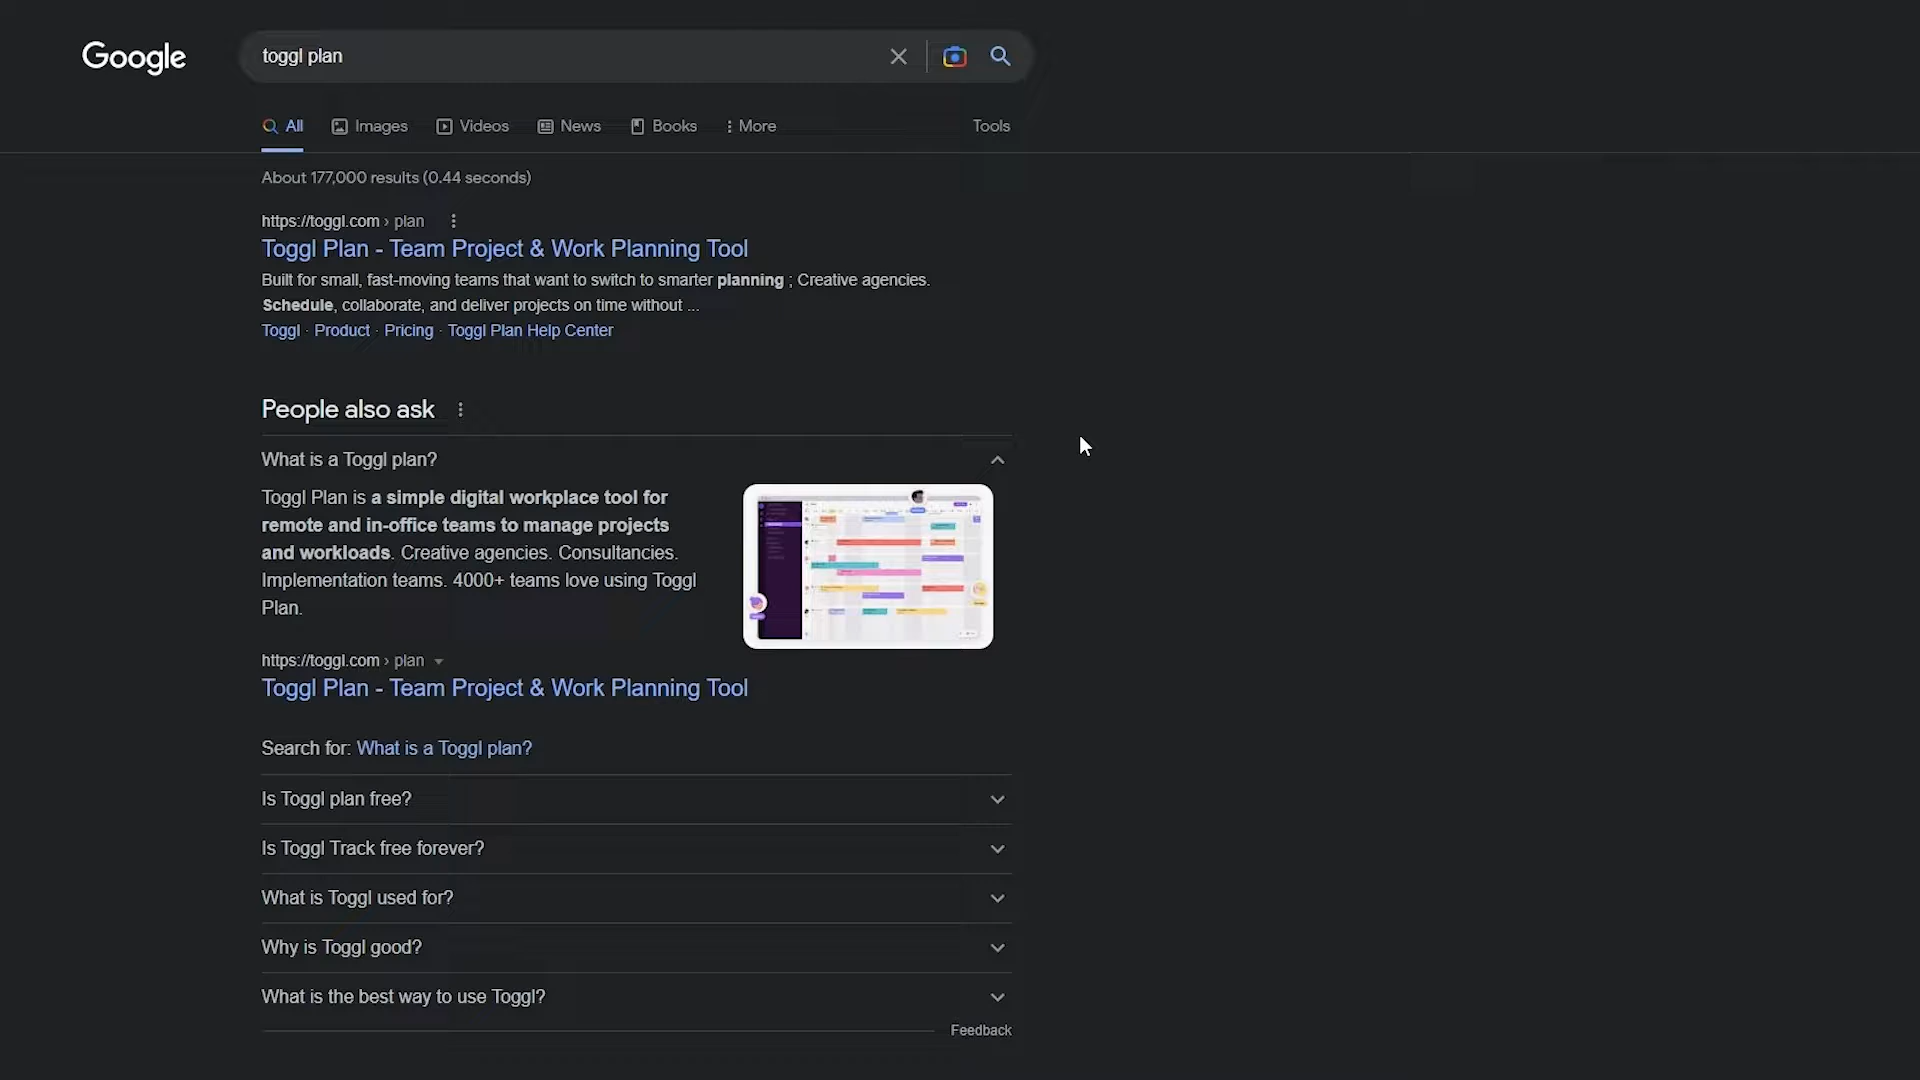 Google
toggl plan
All Images Videos News Books More Tools
About 177,000 results (0.44 seconds)
https://toggl.com › plan
Toggl Plan - Team Project & Work Planning Tool
Built for small, fast-moving teams that want to switch to smarter planning ; Creative agencies.
Schedule, collaborate, and deliver projects on time without ...
Toggl · Product · Pricing · Toggl Plan Help Center
People also ask
What is a Toggl plan?
Toggl Plan is a simple digital workplace tool for
remote and in-office teams to manage projects
and workloads. Creative agencies. Consultancies.
Implementation teams. 4000+ teams love using Toggl
Plan.
https://toggl.com › plan
Toggl Plan - Team Project & Work Planning Tool
Search for: What is a Toggl plan?
Is Toggl plan free?
Is Toggl Track free forever?
What is Toggl used for?
Why is Toggl good?
What is the best way to use Toggl?
Feedback